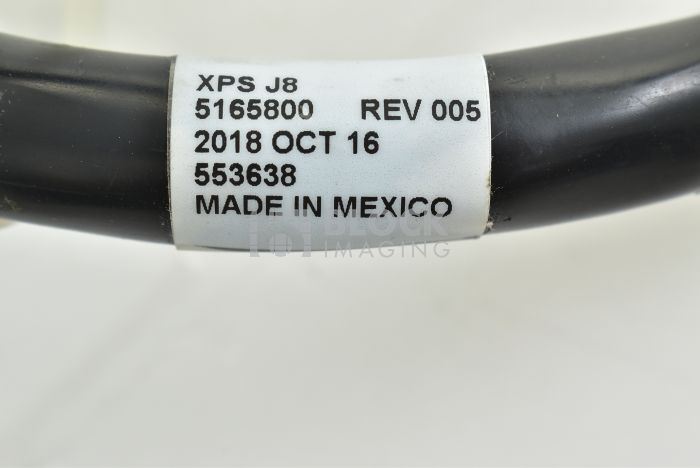 XPS J8
5165800 REV 005
2018 OCT 16
553638
MADE IN MEXICO
BLOCK
IMAGING